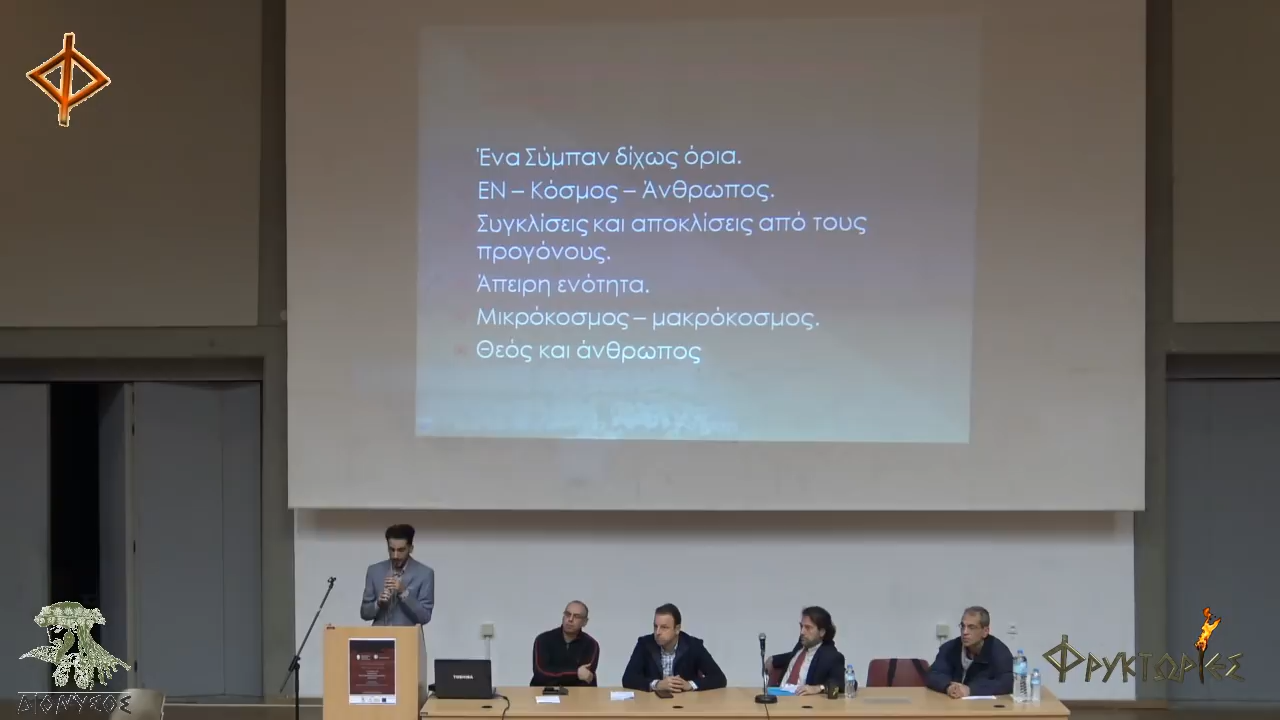 Ένα Σύμπαν δίχως όρια.
ΕΝ – Κόσμος – Άνθρωπος.
Συγκλίσεις και αποκλίσεις από τους
προγόνους.
Άπειρη ενότητα.
Μικρόκοσμος – μακρόκοσμος.
Θεός και άνθρωπος
TOSHIBA
ΔΙΟΝΥΣΟΣ
ΦΡΥΚΤΩΡΙΕΣ